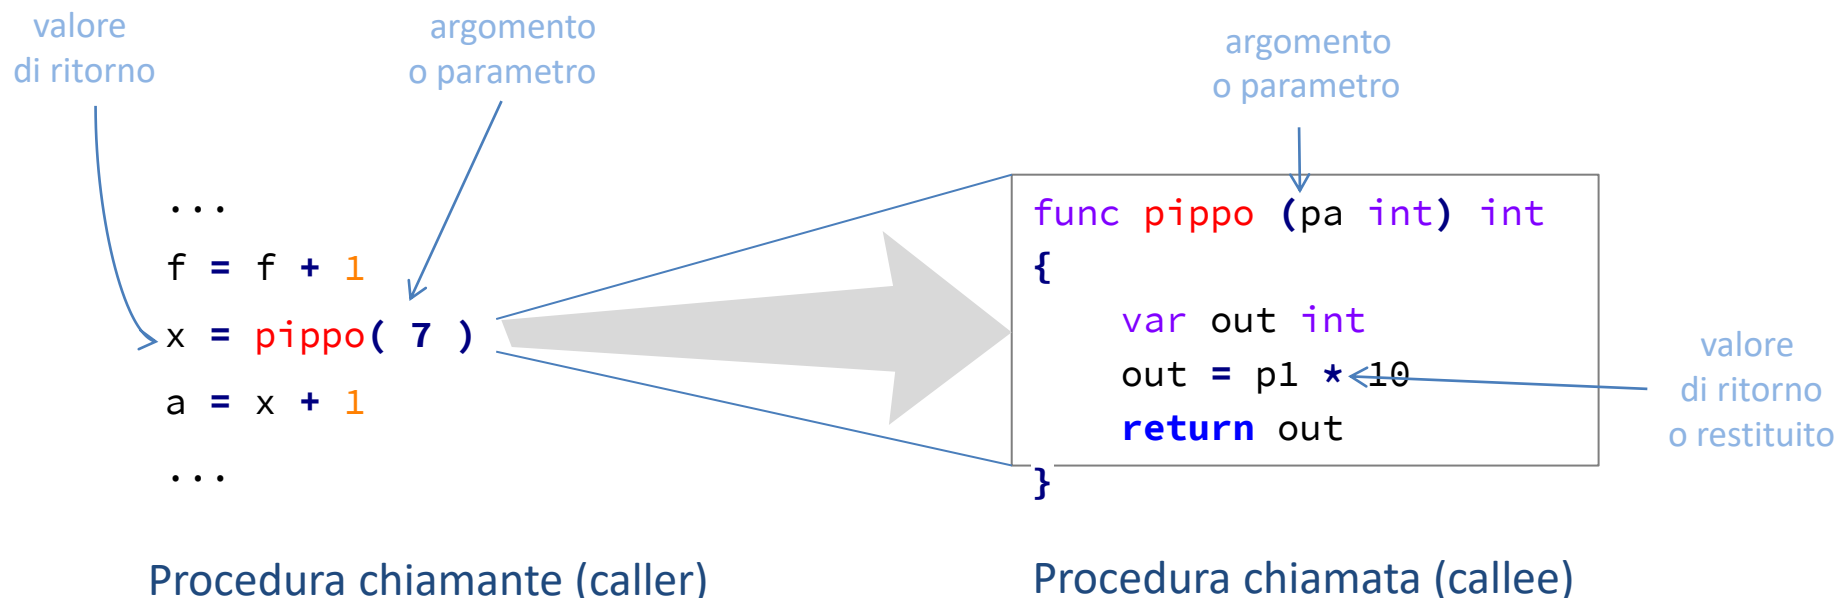 valore
di ritorno
argomento
o parametro
...
f = f + 1
x = pippo( 7 )
a = x + 1
...
Procedura chiamante (caller)
argomento
o parametro
func pippo (pa int) int
{
var out int
out = p1 * 10
return out
}
valore
di ritorno
o restituito
Procedura chiamata (callee)